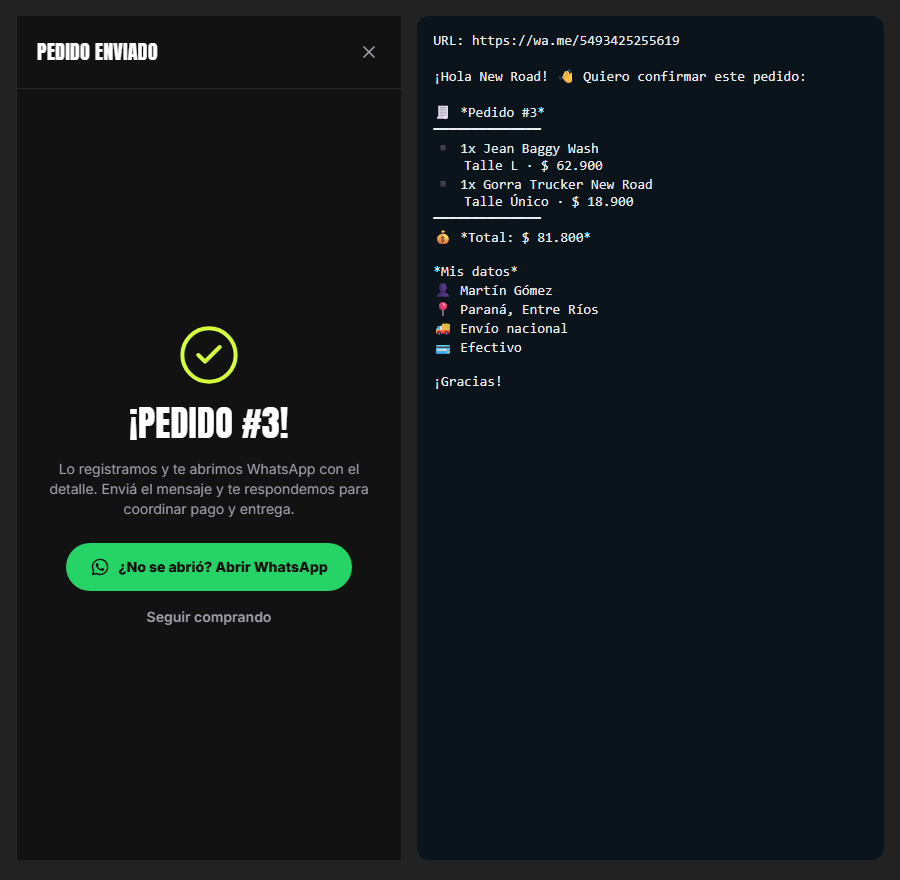 PEDIDO ENVIADO
¡PEDIDO #3!
Lo registramos y te abrimos WhatsApp con el
detalle. Enviá el mensaje y te respondemos para
coordinar pago y entrega.
¿No se abrió? Abrir WhatsApp
Seguir comprando
URL: https://wa.me/5493425255619
¡Hola New Road! 👋 Quiero confirmar este pedido:
🧾 *Pedido #3*
━━━━━━━━━━━━━━
▪️ 1x Jean Baggy Wash
Talle L · $ 62.900
▪️ 1x Gorra Trucker New Road
Talle Único · $ 18.900
━━━━━━━━━━━━━━
💰 *Total: $ 81.800*
*Mis datos*
👤 Martín Gómez
📍 Paraná, Entre Ríos
🚚 Envío nacional
💳 Efectivo
¡Gracias!